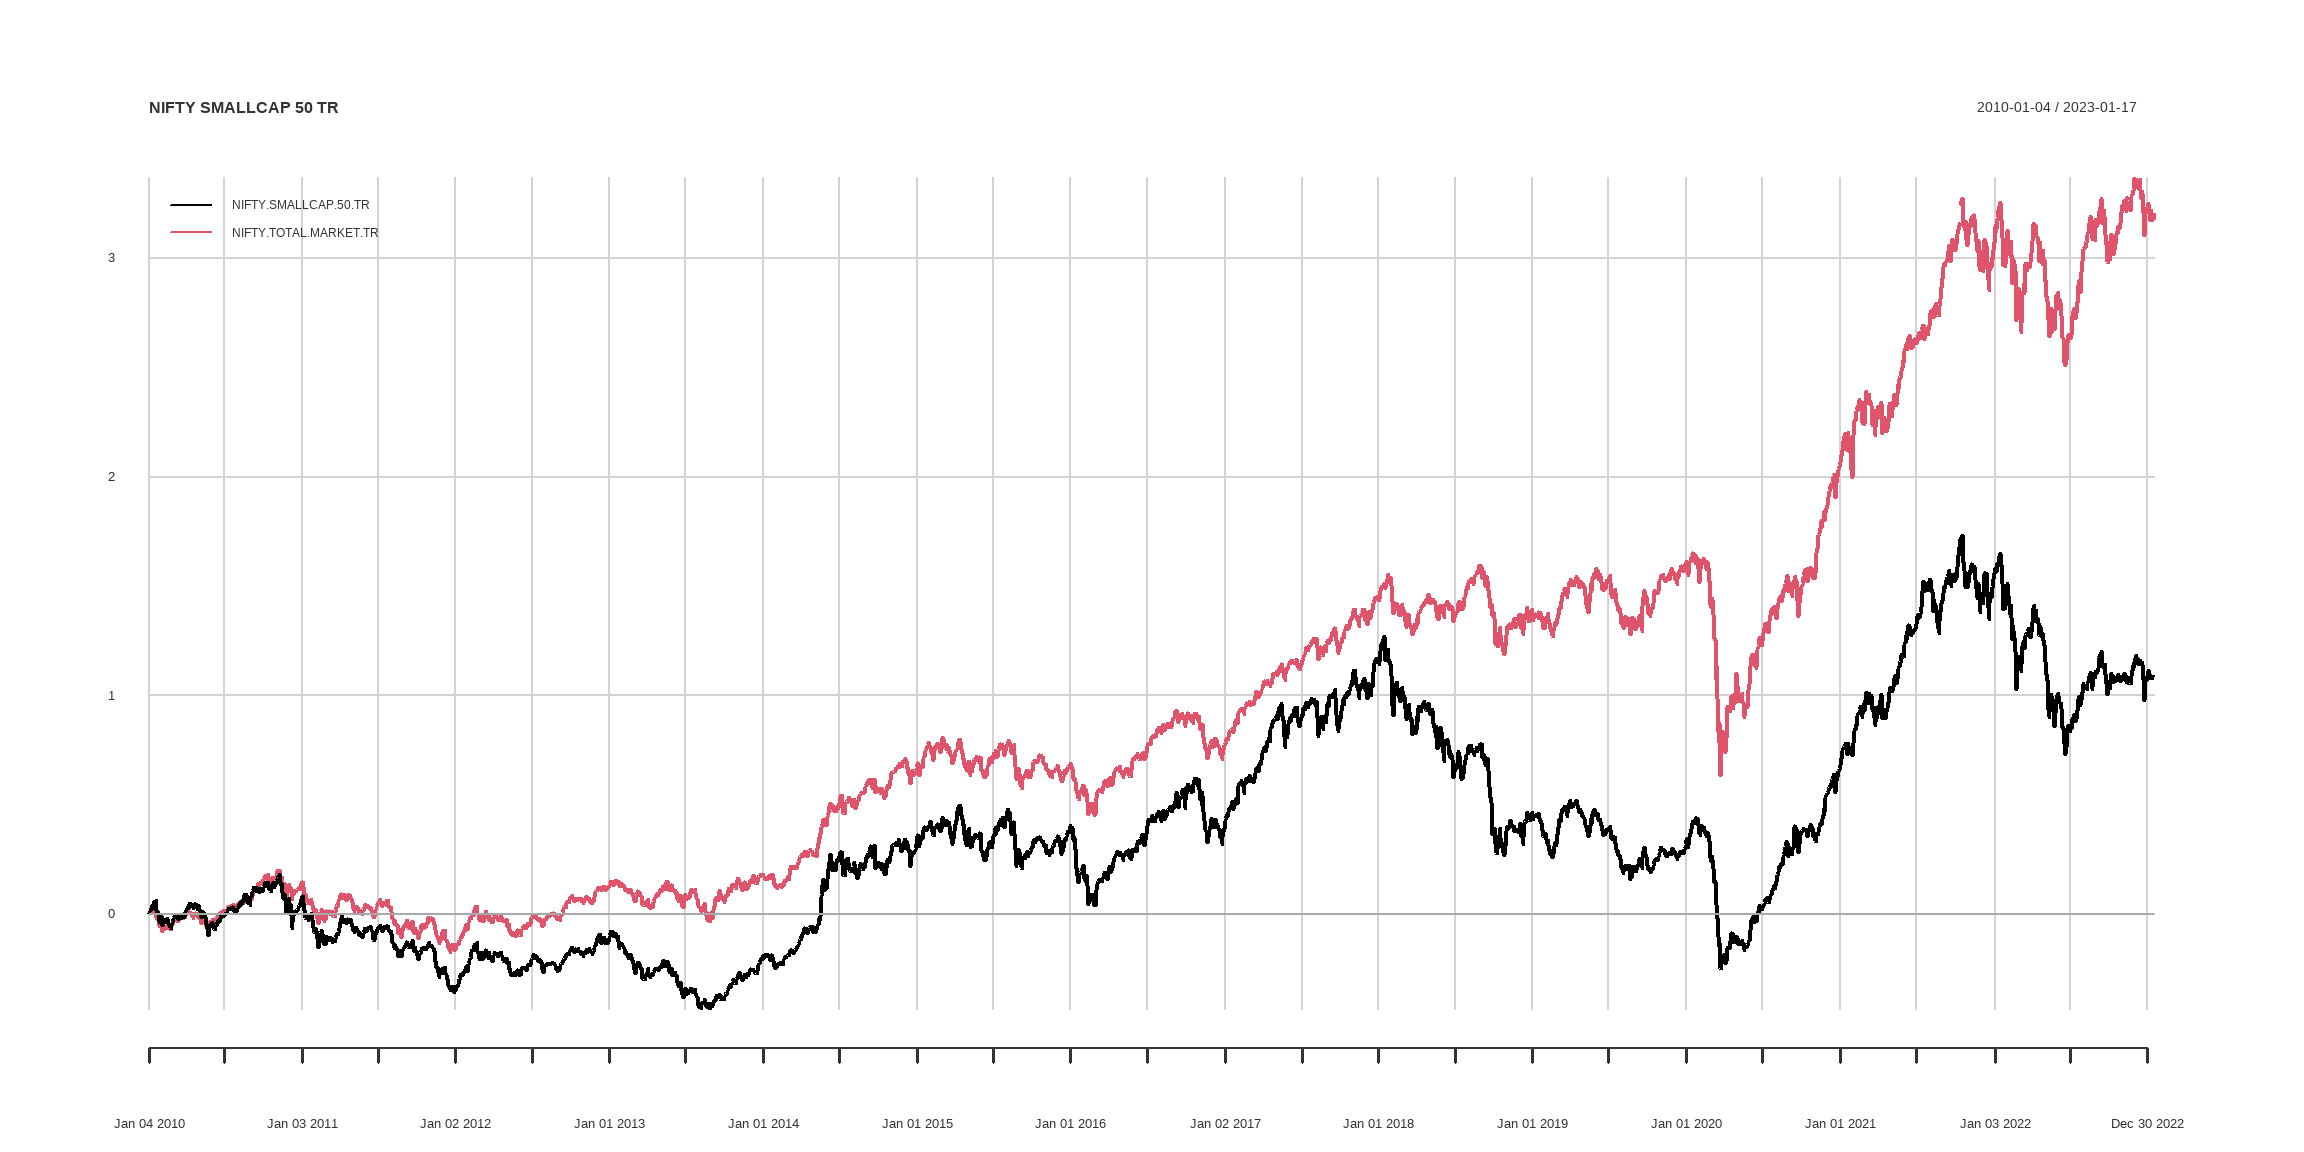 NIFTY SMALLCAP 50 TR
2010-01-04 / 2023-01-17
NIFTY.SMALLCAP.50.TR
NIFTY.TOTAL.MARKET.TR
3
2
1
0
Jan 04 2010 Jan 03 2011 Jan 02 2012 Jan 01 2013 Jan 01 2014 Jan 01 2015 Jan 01 2016 Jan 02 2017 Jan 01 2018 Jan 01 2019 Jan 01 2020 Jan 01 2021 Jan 03 2022 Dec 30 2022